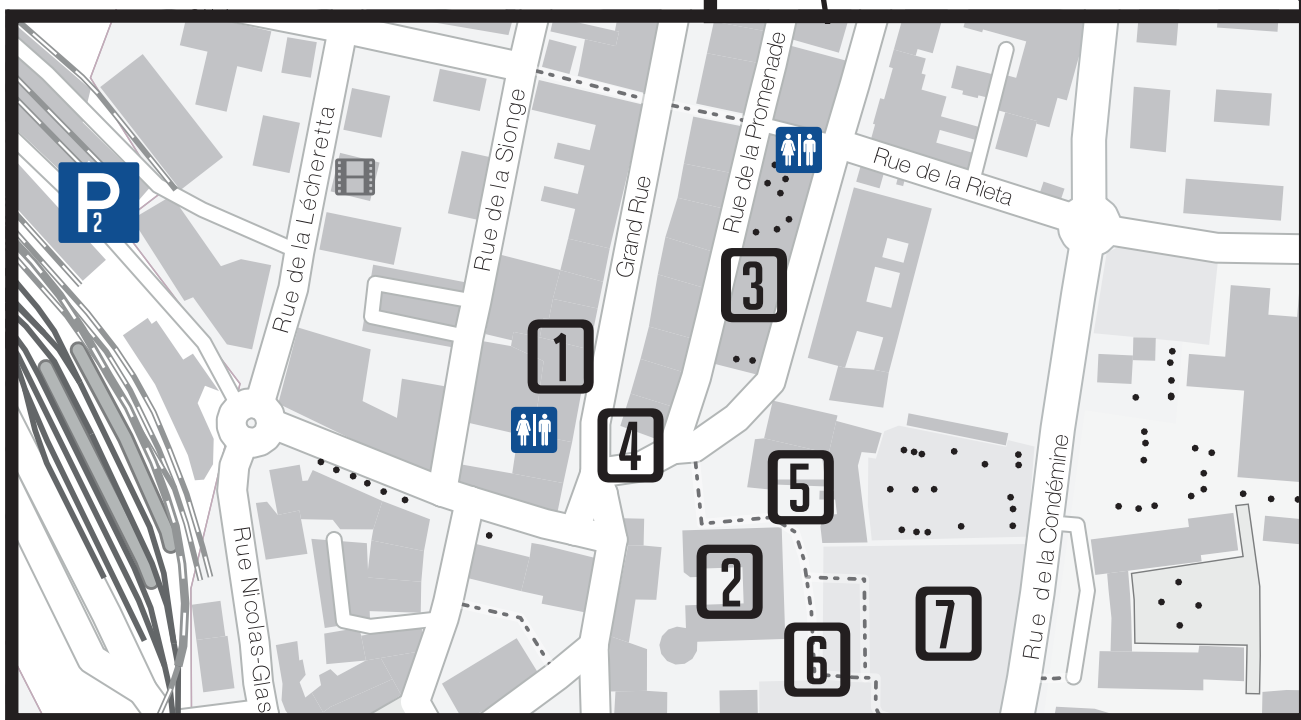 Rue de la Lécheretta
Rue de la Sionge
Grand Rue
Rue de la Promenade
Rue de la Rieta
P
2
1
3
4
5
2
6
7
Rue Nicolas-Glas
Rue de la Condémine